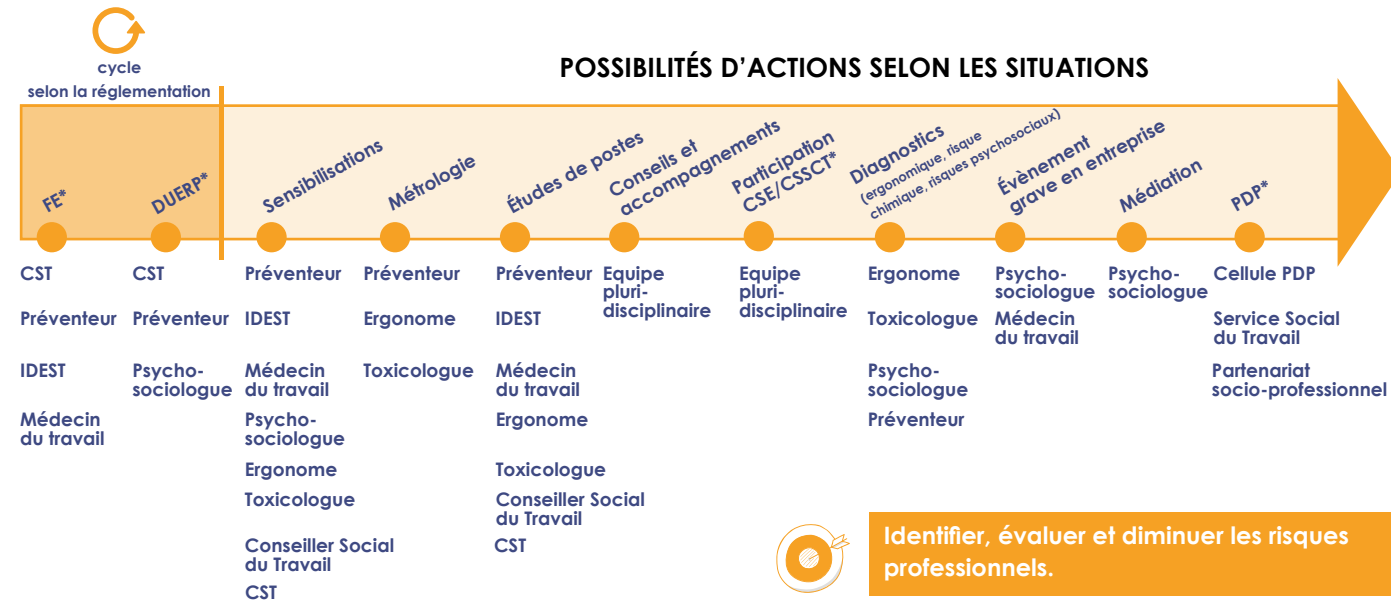 cycle
selon la réglementation
POSSIBILITÉS D'ACTIONS SELON LES SITUATIONS
FE*
DUERP*
Sensibilisations
Métrologie
Études de postes
Conseils et
accompagnements
Participation
CSE/CSSCT*
Diagnostics
(ergonomique, risque
chimique, risques psychosociaux)
Évènement
grave en entreprise
Médiation
PDP*
CST
Préventeur
IDEST
Médecin
du travail
CST
Préventeur
Psycho-
sociologue
Préventeur
IDEST
Médecin
du travail
Psycho-
sociologue
Ergonome
Toxicologue
Conseiller Social
du Travail
CST
Préventeur
Ergonome
Toxicologue
Préventeur
IDEST
Médecin
du travail
Ergonome
Toxicologue
Conseiller Social
du Travail
CST
Equipe
pluri-
disciplinaire
Equipe
pluri-
disciplinaire
Ergonome
Toxicologue
Psycho-
sociologue
Préventeur
Psycho-
sociologue
Médecin
du travail
Psycho-
sociologue
Cellule PDP
Service Social
du Travail
Partenariat
socio-professionnel
Identifier, évaluer et diminuer les risques
professionnels.